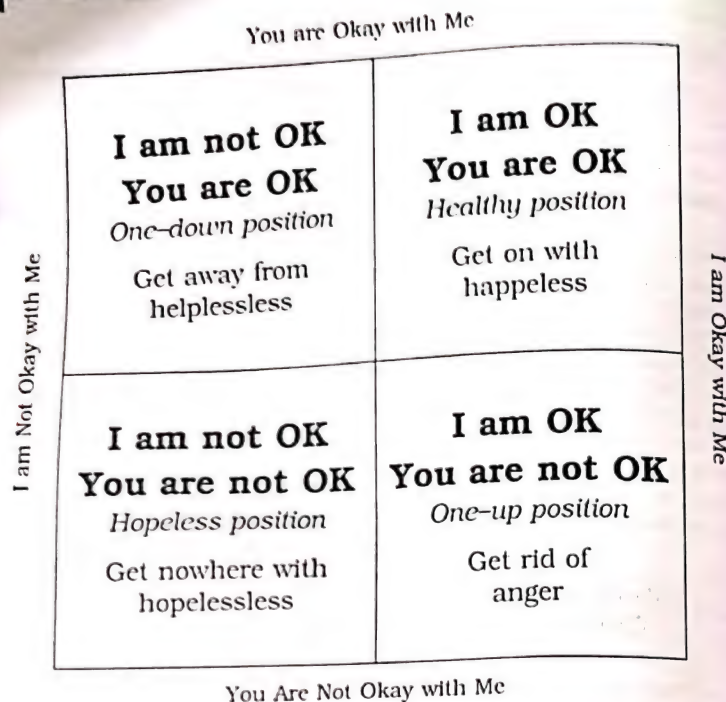 You are Okay with Me
I am not OK
You are OK
One-down position
Get away from
helplessless
I am OK
You are OK
Healthy position
Get on with
happeless
I am Not Okay with Me
I am Okay with Me
I am not OK
You are not OK
Hopeless position
Get nowhere with
hopelessless
I am OK
You are not OK
One-up position
Get rid of
anger
You Are Not Okay with Me